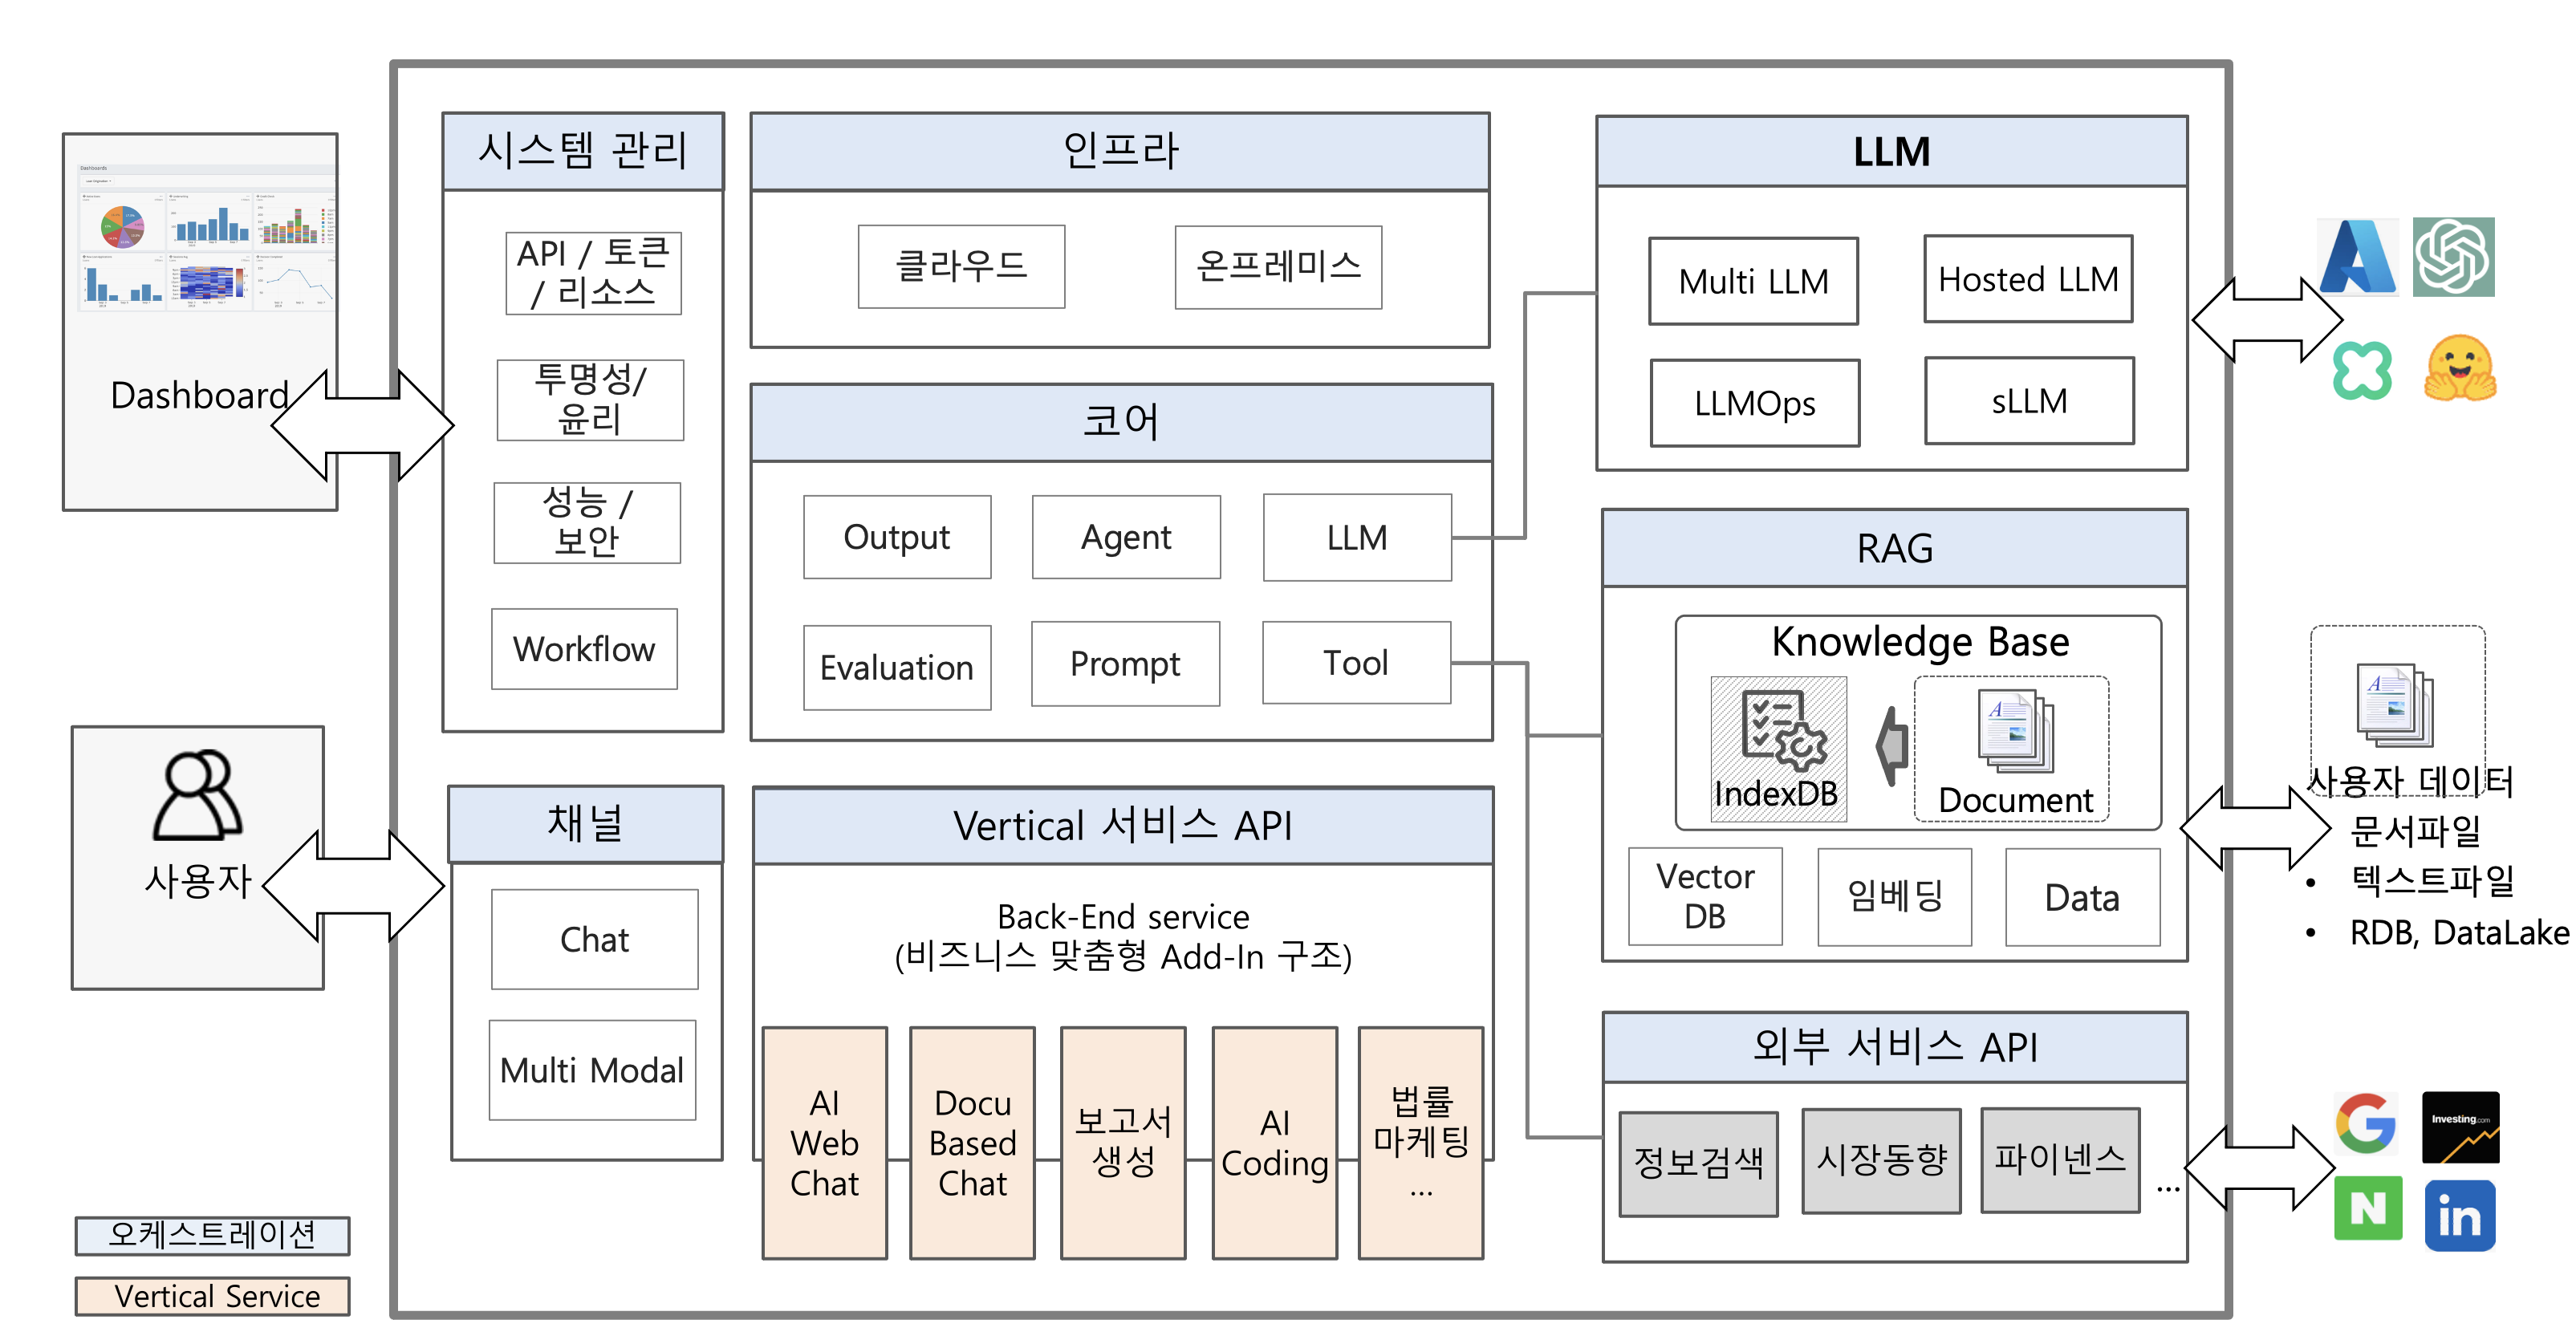 Dashboards
Dashboard
사용자
오케스트레이션
Vertical Service
시스템 관리
API / 토큰
/ 리소스
투명성/
윤리
성능 /
보안
Workflow
채널
Chat
Multi Modal
인프라
클라우드
온프레미스
코어
Output
Agent
LLM
Evaluation
Prompt
Tool
Vertical 서비스 API
Back-End service
(비즈니스 맞춤형 Add-In 구조)
AI
Web
Chat
Docu
Based
Chat
보고서
생성
AI
Coding
법률
마케팅
...
LLM
Multi LLM
Hosted LLM
LLMOps
sLLM
RAG
Knowledge Base
IndexDB
Document
Vector
DB
임베딩
Data
외부 서비스 API
정보검색
시장동향
파이넨스
...
사용자 데이터
문서파일
• 텍스트파일
• RDB, DataLake
Investing.com
N
in